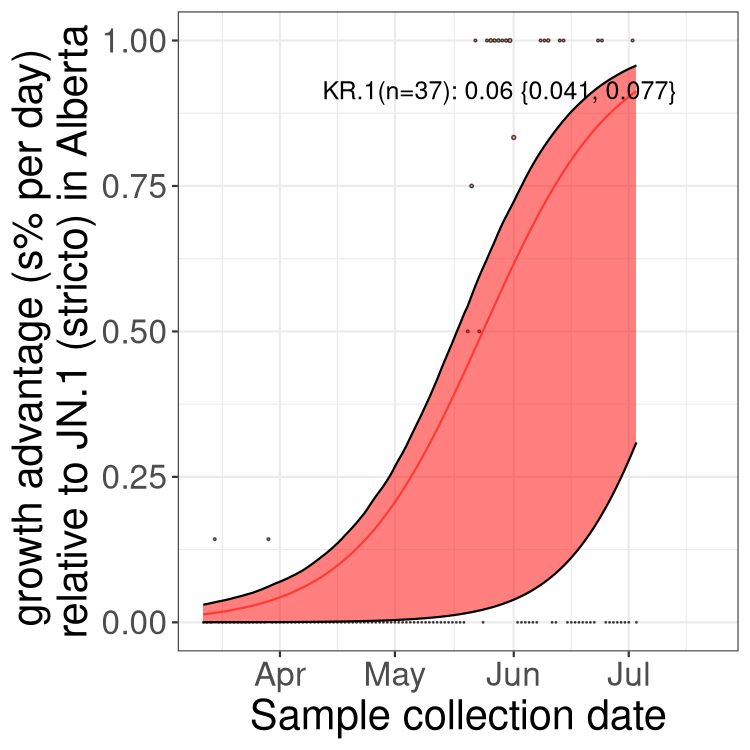 growth advantage (s% per day)
relative to JN.1 (stricto) in Alberta
1.00
0.75
0.50
0.25
0.00
KR.1(n=37): 0.06 {0.041, 0.077}
Apr May Jun Jul
Sample collection date